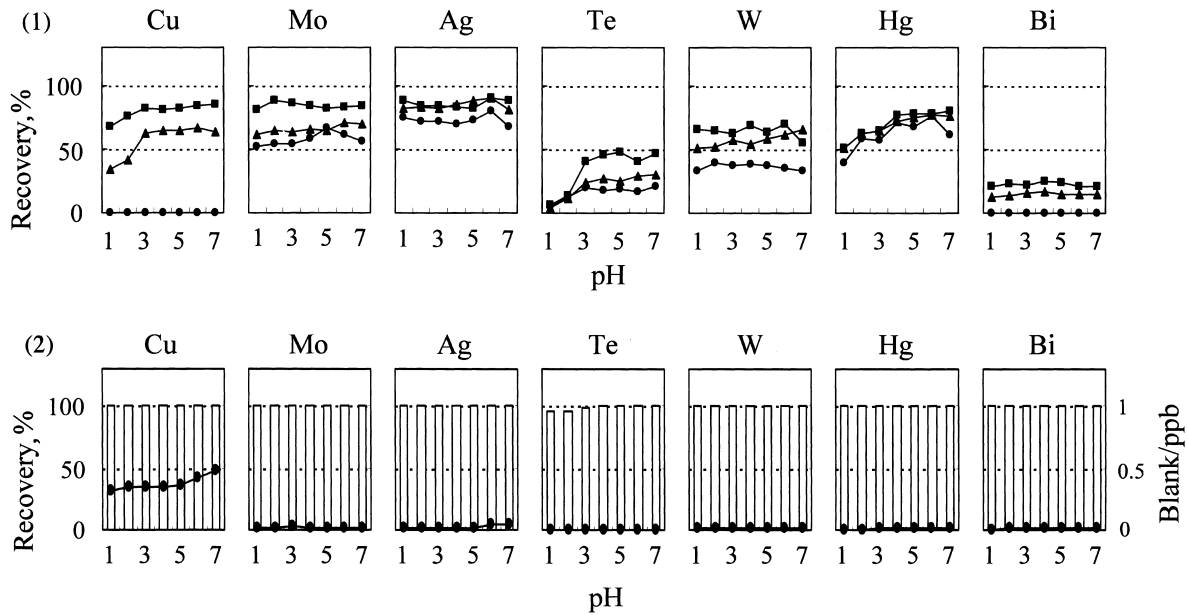 (1) Cu Mo Ag Te W Hg Bi
Recovery, %
100
50
0
1 3 5 7 1 3 5 7 1 3 5 7 1 3 5 7 1 3 5 7 1 3 5 7 1 3 5 7
pH
(2) Cu Mo Ag Te W Hg Bi
Recovery, %
100 1
50 0.5
0 0
Blank/ppb
1 3 5 7 1 3 5 7 1 3 5 7 1 3 5 7 1 3 5 7 1 3 5 7 1 3 5 7
pH